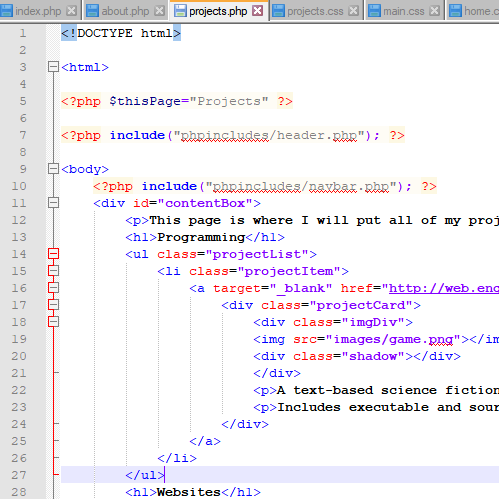 index.php about.php projects.php projects.css main.css home.c
1 <!DOCTYPE html>
2
3 <html>
4
5 <?php $thisPage="Projects" ?>
6
7 <?php include("phpincludes/header.php"); ?>
8
9 <body>
10 <?php include("phpincludes/navbar.php"); ?>
11 <div id="contentBox">
12 <p>This page is where I will put all of my proj
13 <h1>Programming</h1>
14 <ul class="projectList">
15 <li class="projectItem">
16 <a target="_blank" href="http://web.eng
17 <div class="projectCard">
18 <div class="imgDiv">
19 <img src="images/game.png"></im
20 <div class="shadow"></div>
21 </div>
22 <p>A text-based science fiction
23 <p>Includes executable and sour
24 </div>
25 </a>
26 </li>
27 </ul>
28 <h1>Websites</h1>